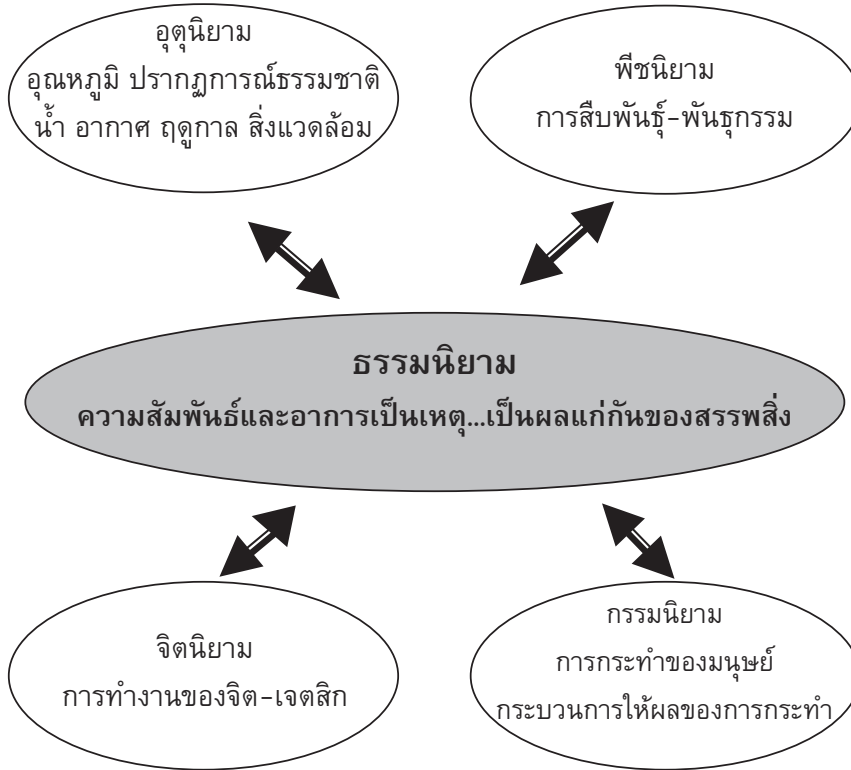 อุตุนิยาม
อุณหภูมิ ปรากฏการณ์ธรรมชาติ
น้ำ อากาศ ฤดูกาล สิ่งแวดล้อม
พีชนิยาม
การสืบพันธุ์-พันธุกรรม
ธรรมนิยาม
ความสัมพันธ์และอาการเป็นเหตุ...เป็นผลแก่กันของสรรพสิ่ง
จิตนิยาม
การทำงานของจิต-เจตสิก
กรรมนิยาม
การกระทำของมนุษย์
กระบวนการให้ผลของการกระทำ